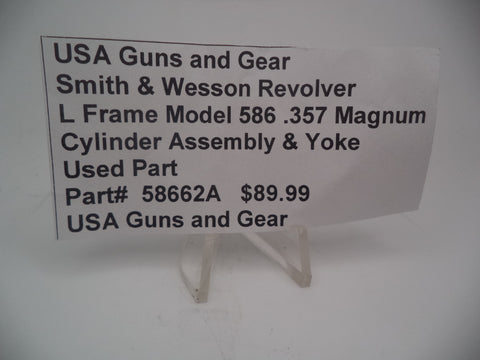 USA Guns and Gear
Smith & Wesson Revolver
L Frame Model 586 .357 Magnum
Cylinder Assembly & Yoke
Used Part
Part# 58662A $89.99
USA Guns and Gear